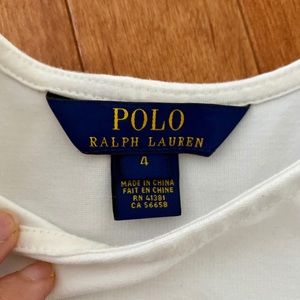 POLO
RALPH LAUREN
4
MADE IN CHINA
FAIT EN CHINE
RN 41381
CA 56658